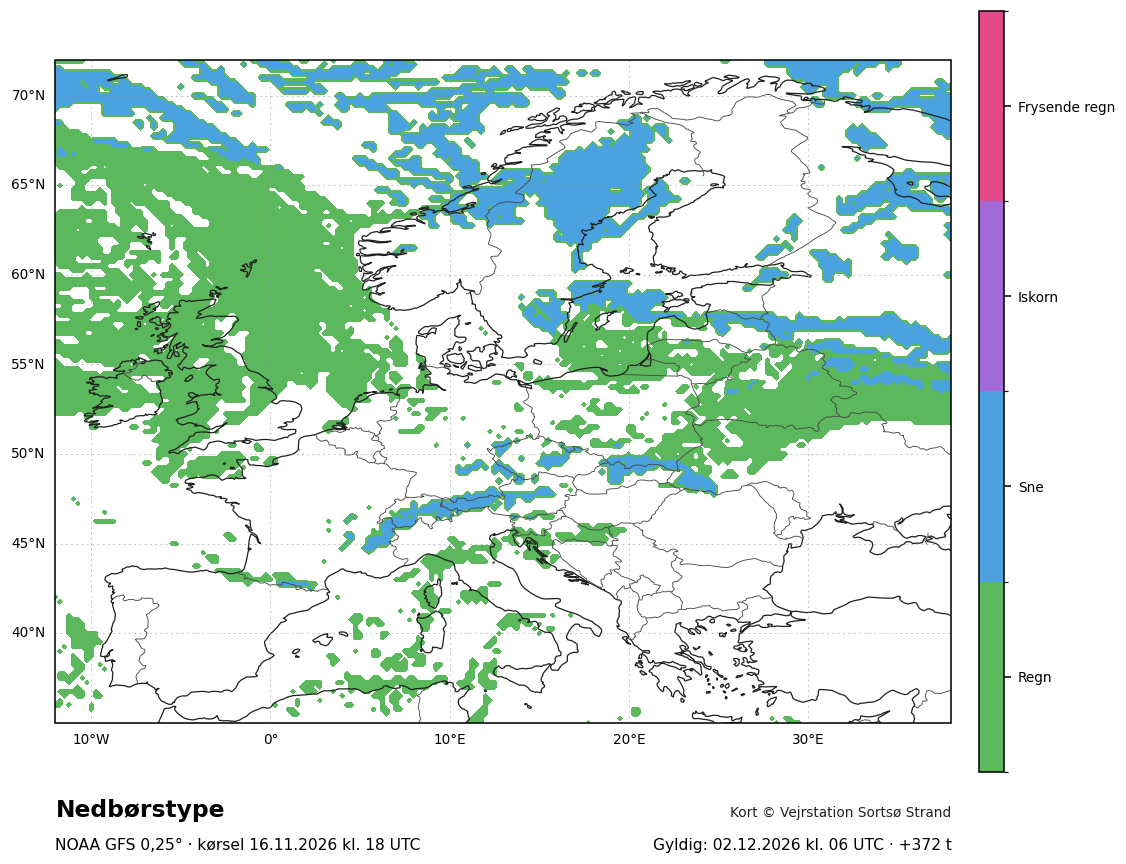 Frysende regn
Iskorn
Sne
Regn
70°N
65°N
60°N
55°N
50°N
45°N
40°N
10°W
0°
10°E
20°E
30°E
Nedbørstype
Kort © Vejrstation Sortsø Strand
NOAA GFS 0,25° · kørsel 16.11.2026 kl. 18 UTC
Gyldig: 02.12.2026 kl. 06 UTC · +372 t